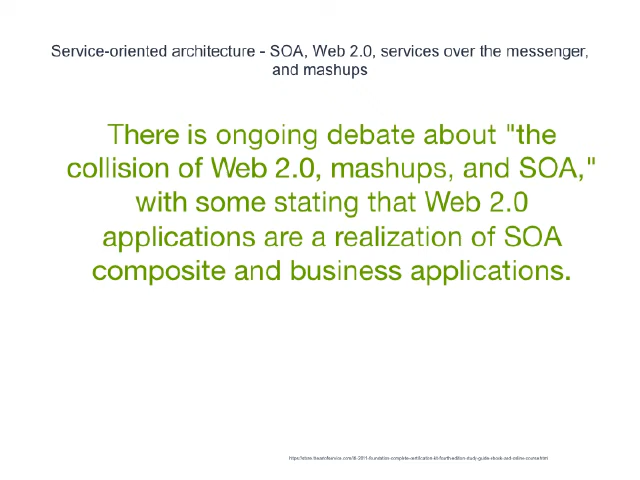 Service-oriented architecture - SOA, Web 2.0, services over the messenger,
and mashups
There is ongoing debate about "the
collision of Web 2.0, mashups, and SOA,"
with some stating that Web 2.0
applications are a realization of SOA
composite and business applications.